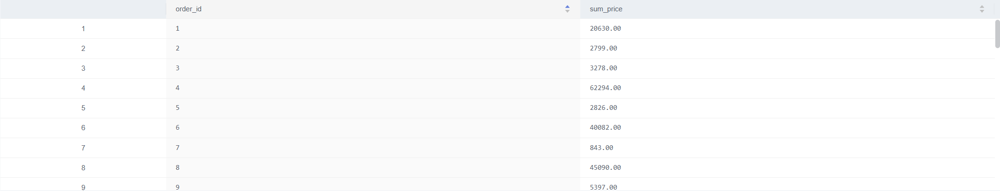 order_id sum_price
1 1 20630.00
2 2 2799.00
3 3 3278.00
4 4 62294.00
5 5 2826.00
6 6 40082.00
7 7 843.00
8 8 45090.00
9 9 5397.00